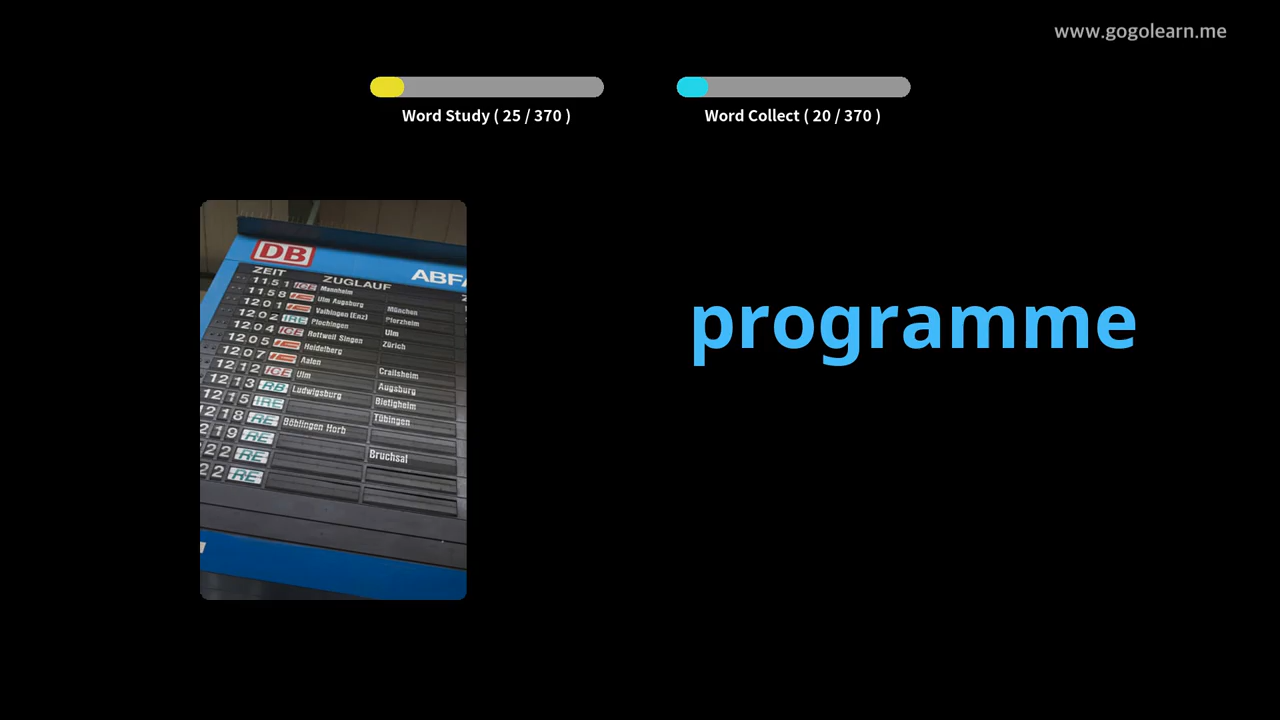 www.gogolearn.me
Word Study ( 25 / 370 )
Word Collect ( 20 / 370 )
programme
DB
ABFA
ZEIT ZUGLAUF
1151 ICE Mannheim
1158 Ulm Augsburg München
1201 Vaihingen (Enz) Pforzheim
1202 IRE Plochingen Ulm
1204 ICE Rottweil Singen Zürich
1205 Heidelberg
1207 Aalen Crailsheim
1212 ICE Ulm Augsburg
1213 RB Ludwigsburg Bietigheim
1215 IRE Tübingen
1218 RE Böblingen Horb
219 RE
22 RE Bruchsal
22 RE